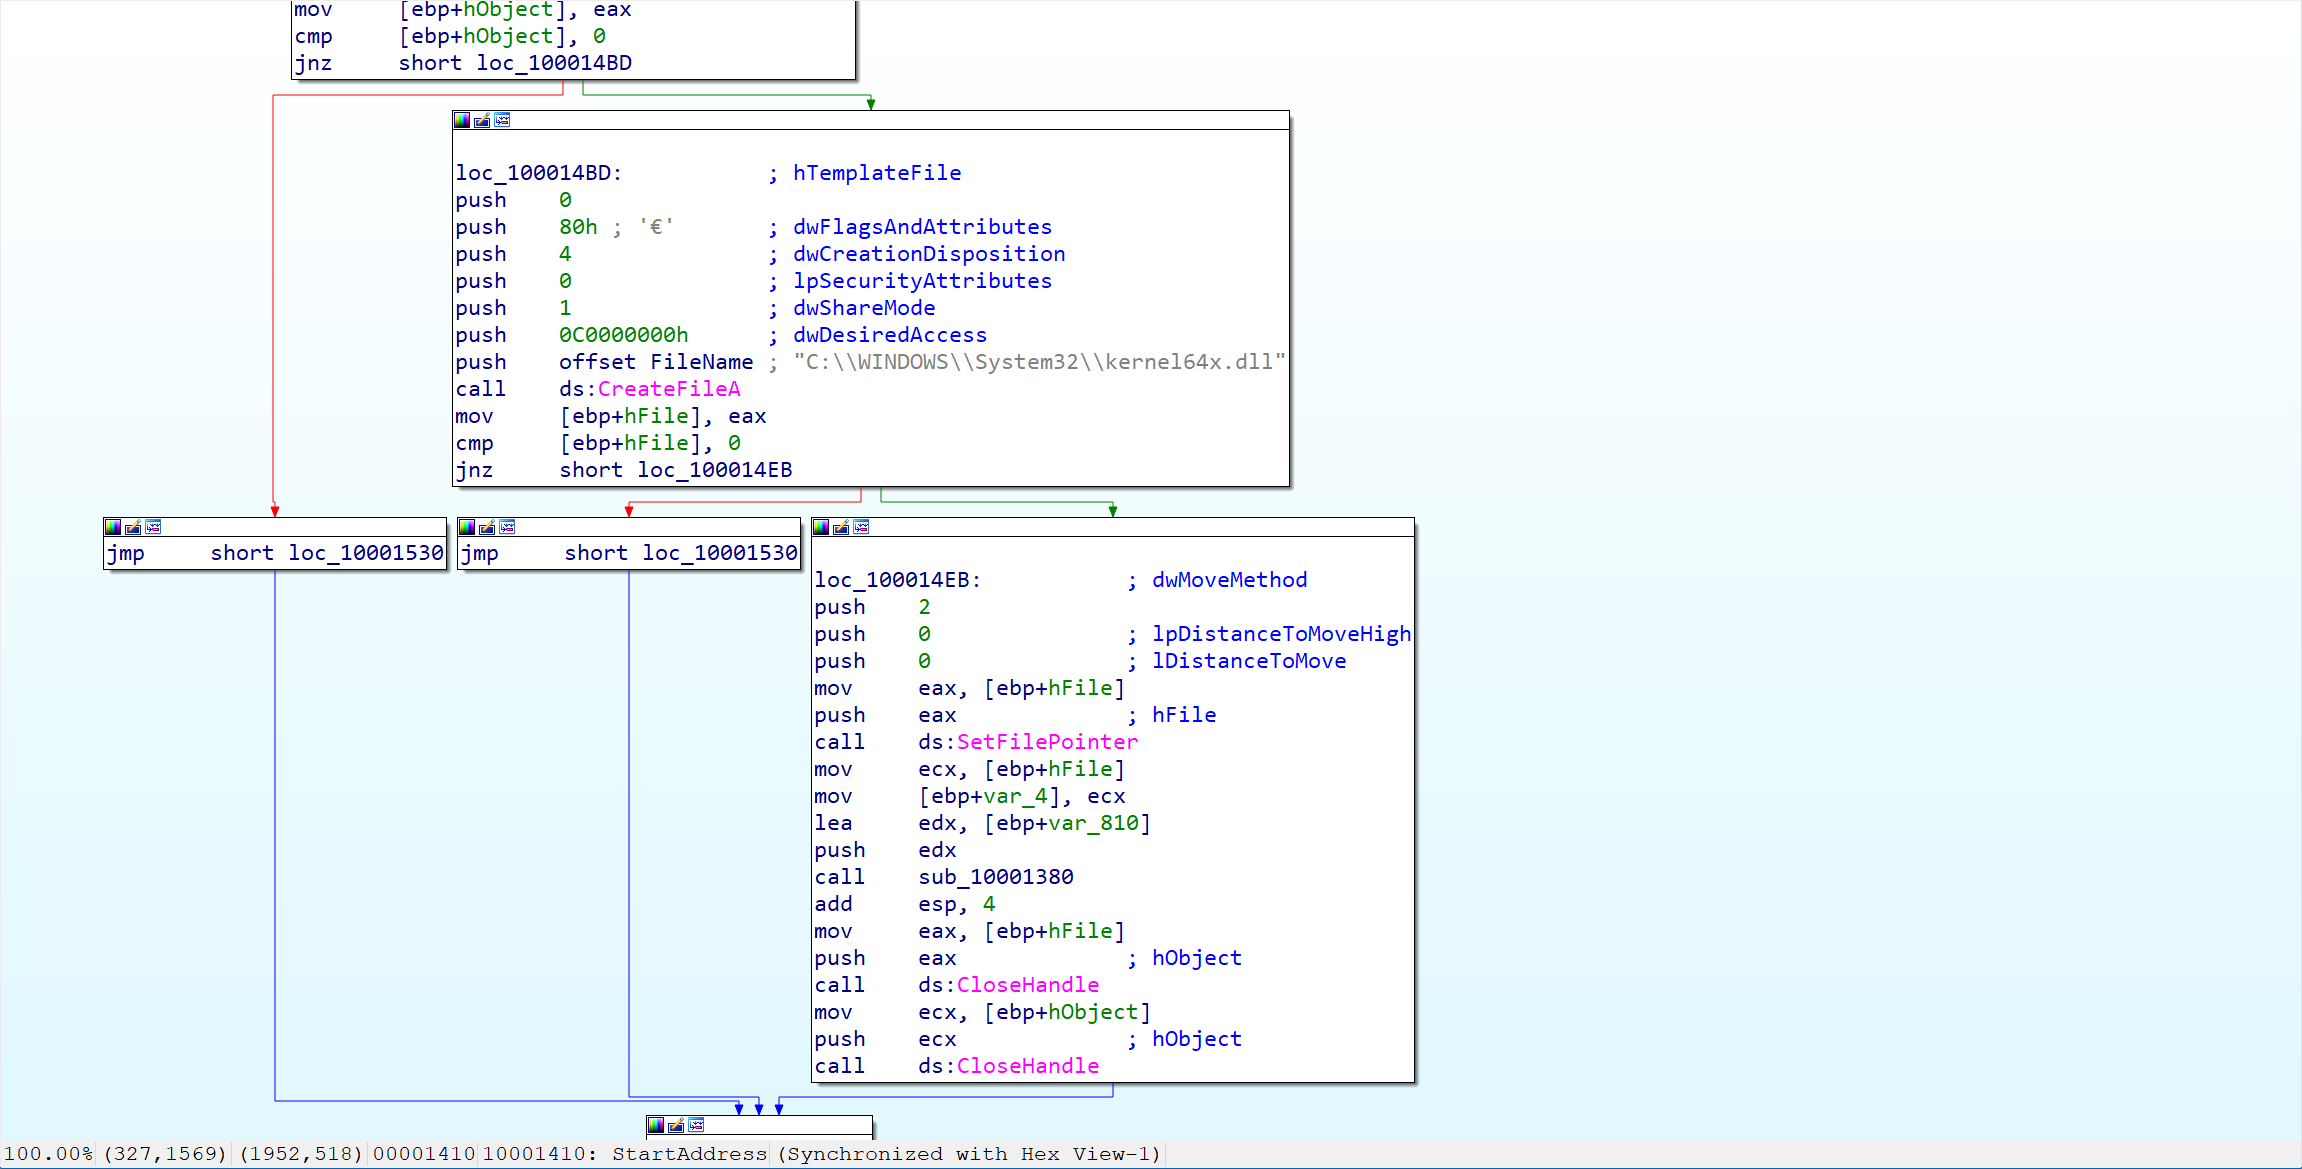 mov [ebp+hObject], eax
cmp [ebp+hObject], 0
jnz short loc_100014BD
loc_100014BD: ; hTemplateFile
push 0
push 80h ; '€' ; dwFlagsAndAttributes
push 4 ; dwCreationDisposition
push 0 ; lpSecurityAttributes
push 1 ; dwShareMode
push 0C0000000h ; dwDesiredAccess
push offset FileName ; "C:\\WINDOWS\\System32\\kernel64x.dll"
call ds:CreateFileA
mov [ebp+hFile], eax
cmp [ebp+hFile], 0
jnz short loc_100014EB
jmp short loc_10001530
jmp short loc_10001530
loc_100014EB: ; dwMoveMethod
push 2
push 0 ; lpDistanceToMoveHigh
push 0 ; lDistanceToMove
mov eax, [ebp+hFile]
push eax ; hFile
call ds:SetFilePointer
mov ecx, [ebp+hFile]
mov [ebp+var_4], ecx
lea edx, [ebp+var_810]
push edx
call sub_10001380
add esp, 4
mov eax, [ebp+hFile]
push eax ; hObject
call ds:CloseHandle
mov ecx, [ebp+hObject]
push ecx ; hObject
call ds:CloseHandle
100.00% (327,1569) (1952,518) 00001410 10001410: StartAddress (Synchronized with Hex View-1)